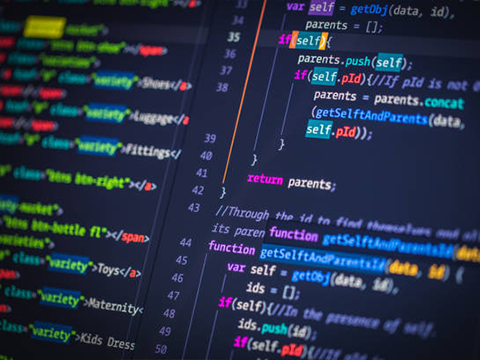 class="variety">Shoes</a>
class="variety">Luggage</a
class="variety">Fittings</
"btns btn-right"></a>
btn-bottle fl"></span>
class="variety">Toys</a>
class="variety">Maternity<
="variety">Kids Dress
33
34 var self = getObj(data, id),
parents = [];
35 if(self){
36 parents.push(self);
37 if(self.pId){//If pId is not 0
38 parents = parents.concat
(getSelftAndParents(data,
self.pId));
39 }
40 }
41 return parents;
42 }
43 //Through the id to find themselves and all
its paren function getSelftAndParents(data
44 function getSelftAndParentsId(data, id) {
45 var self = getObj(data, id),
46 ids = [];
47 if(self){//In the presence of self.
48 ids.push(id);
49 if(self.pId){//If
50